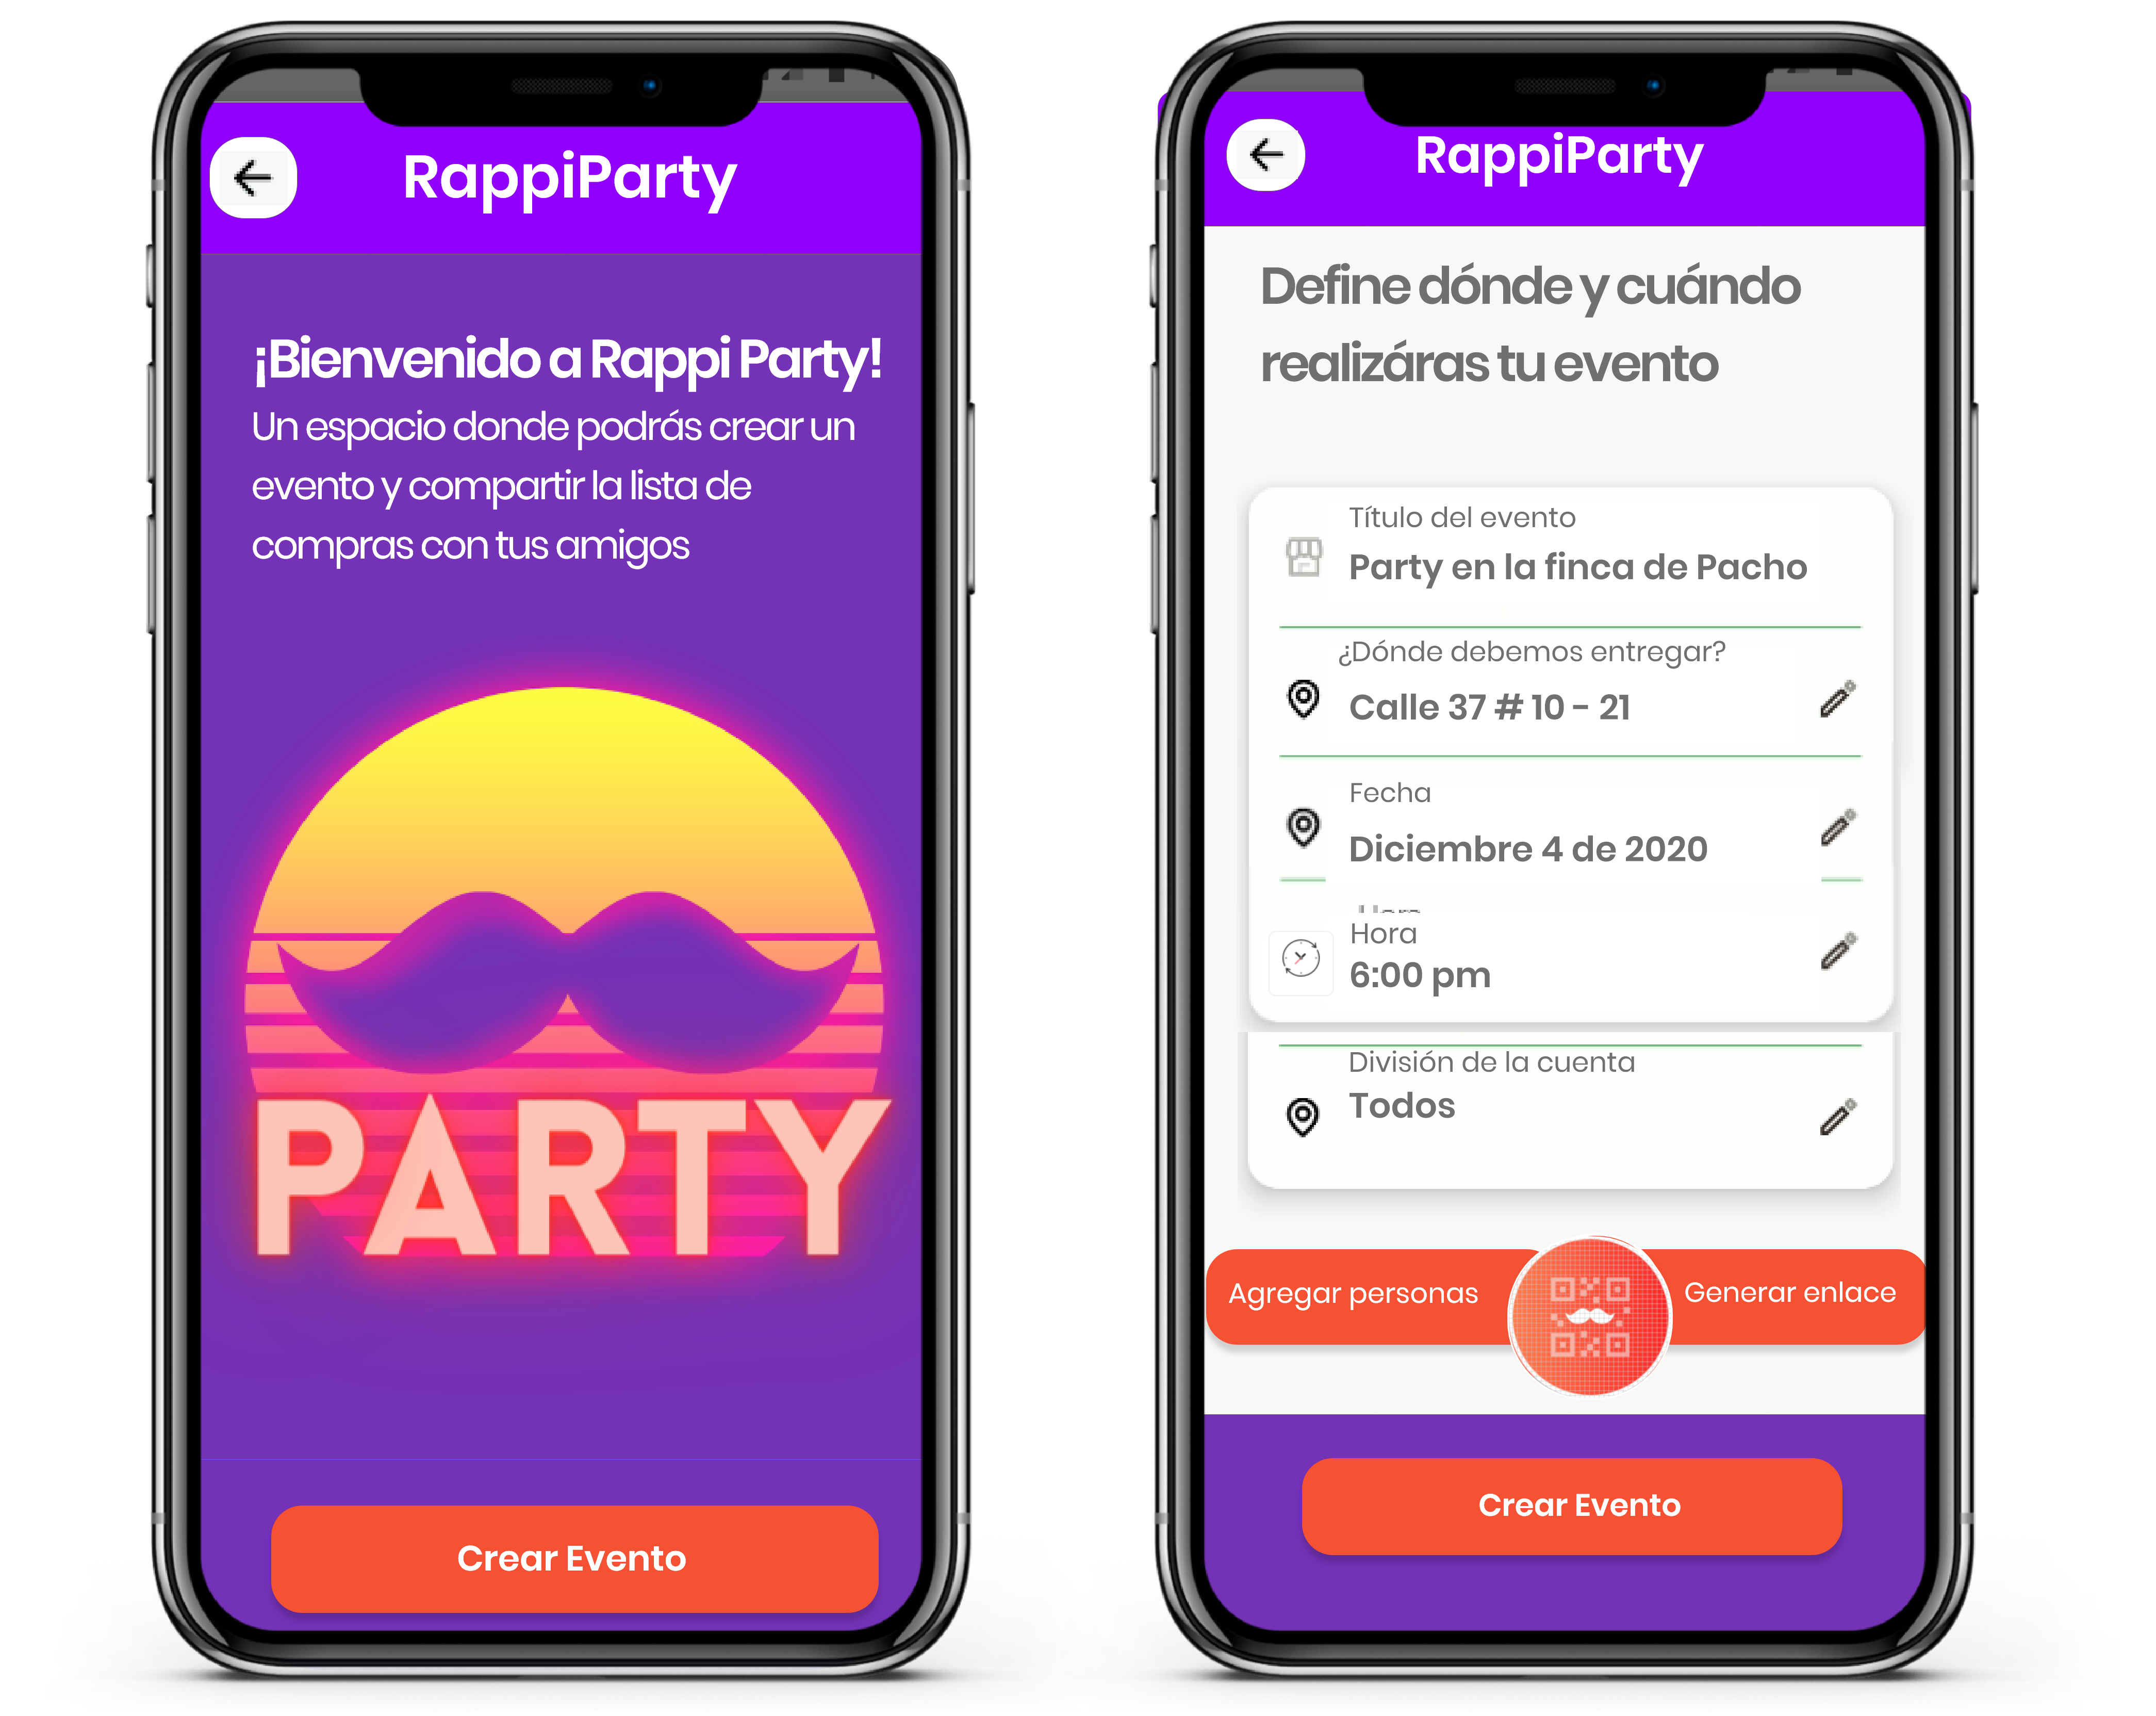 RappiParty
¡Bienvenido a Rappi Party!
Un espacio donde podrás crear un
evento y compartir la lista de
compras con tus amigos
PARTY
Crear Evento
RappiParty
Define dónde y cuándo
realizáras tu evento
Título del evento
Party en la finca de Pacho
¿Dónde debemos entregar?
Calle 37 # 10 - 21
Fecha
Diciembre 4 de 2020
Hora
6:00 pm
División de la cuenta
Todos
Agregar personas
Generar enlace
Crear Evento